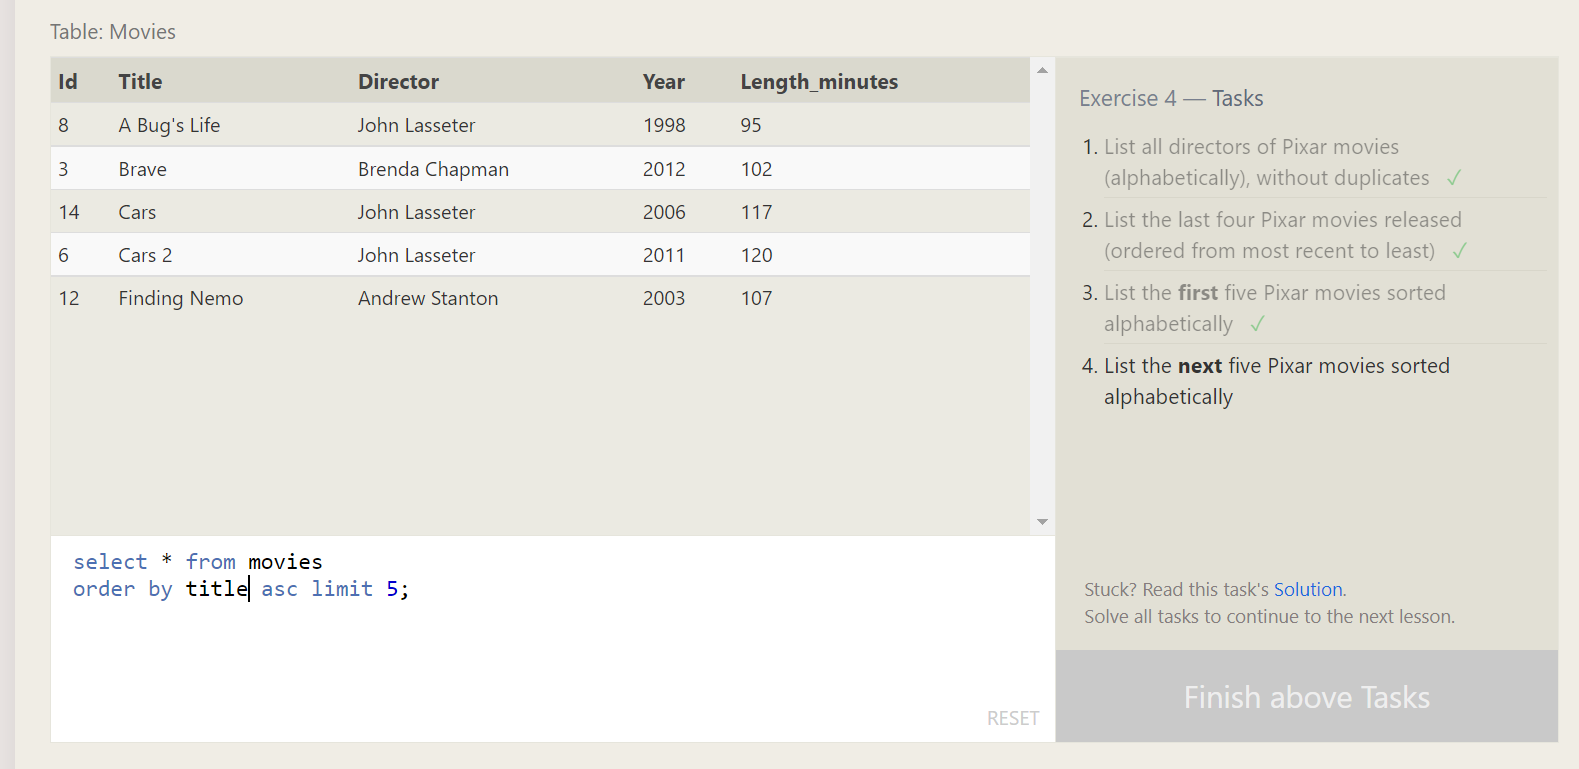 Table: Movies
Id Title Director Year Length_minutes
8 A Bug's Life John Lasseter 1998 95
3 Brave Brenda Chapman 2012 102
14 Cars John Lasseter 2006 117
6 Cars 2 John Lasseter 2011 120
12 Finding Nemo Andrew Stanton 2003 107
select * from movies
order by title asc limit 5;
RESET
Exercise 4 — Tasks
1. List all directors of Pixar movies
(alphabetically), without duplicates ✓
2. List the last four Pixar movies released
(ordered from most recent to least) ✓
3. List the first five Pixar movies sorted
alphabetically ✓
4. List the next five Pixar movies sorted
alphabetically
Stuck? Read this task's Solution.
Solve all tasks to continue to the next lesson.
Finish above Tasks